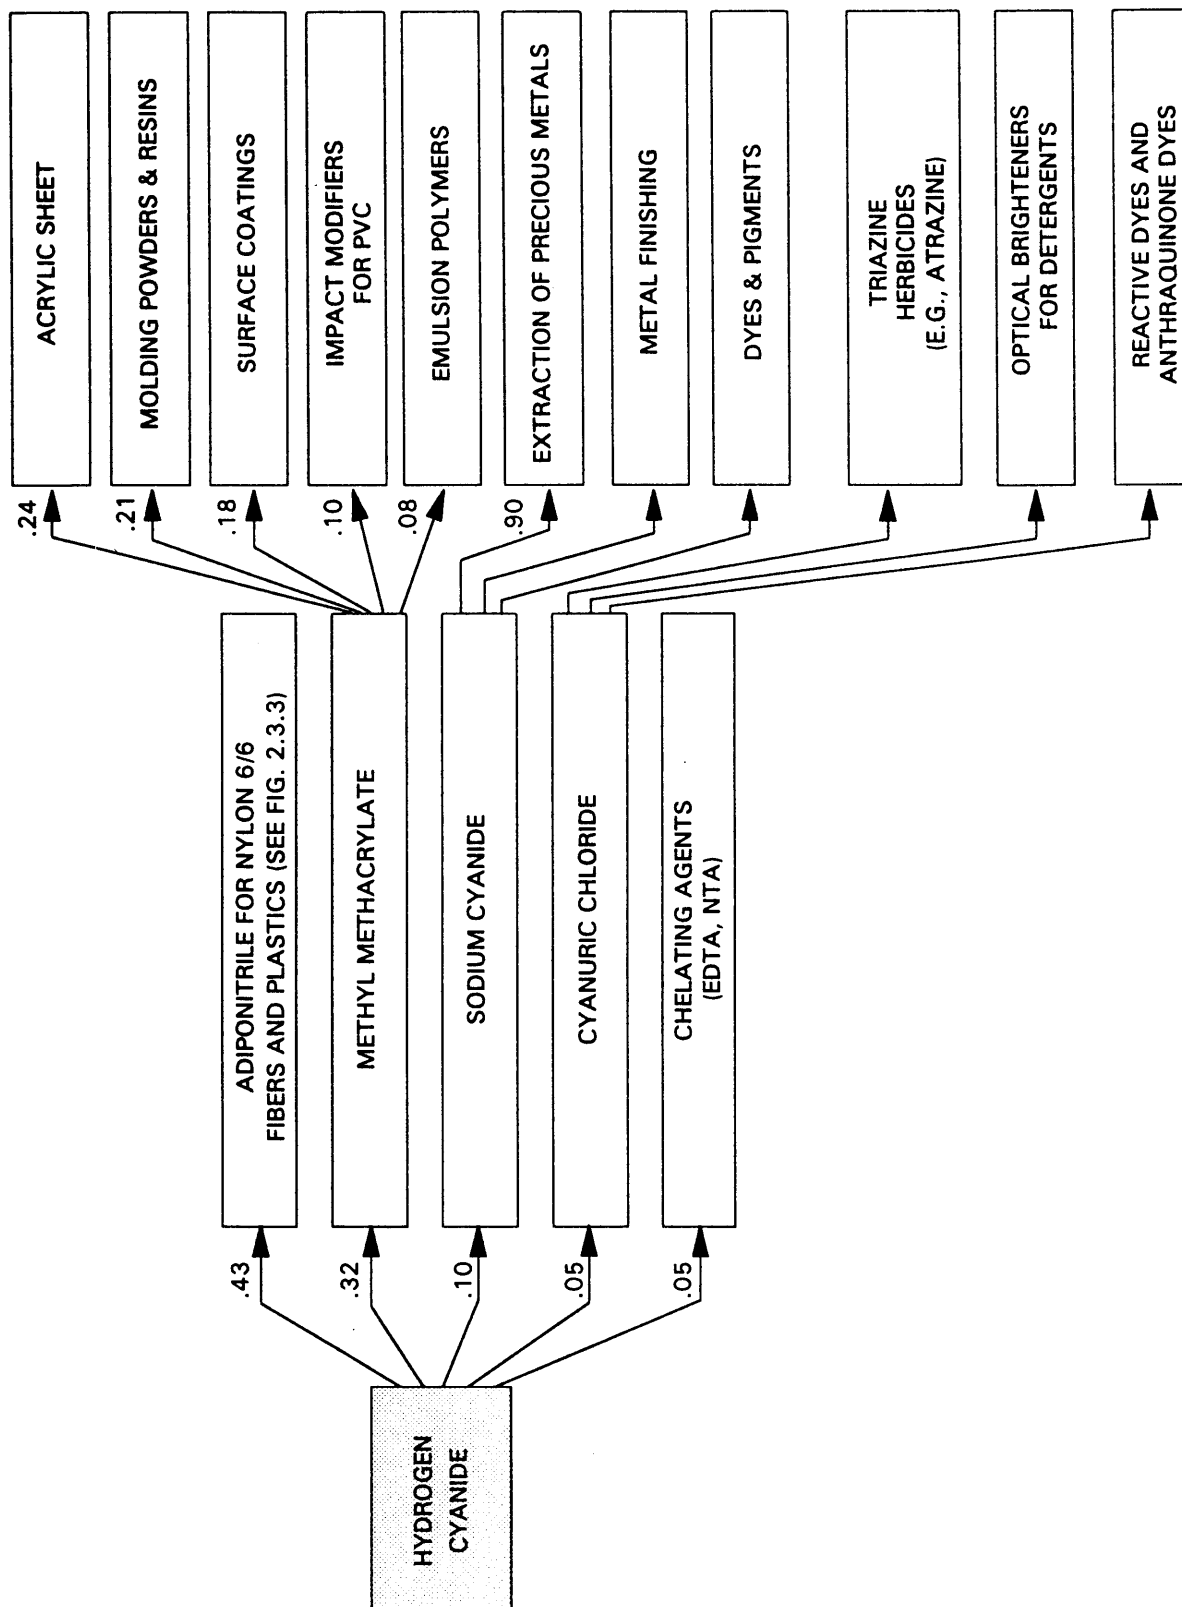 HYDROGEN
CYANIDE
.43
.32
.10
.05
.05
ADIPONITRILE FOR NYLON 6/6
FIBERS AND PLASTICS (SEE FIG. 2.3.3)
METHYL METHACRYLATE
SODIUM CYANIDE
CYANURIC CHLORIDE
CHELATING AGENTS
(EDTA, NTA)
.24
.21
.18
.10
.08
.90
ACRYLIC SHEET
MOLDING POWDERS & RESINS
SURFACE COATINGS
IMPACT MODIFIERS
FOR PVC
EMULSION POLYMERS
EXTRACTION OF PRECIOUS METALS
METAL FINISHING
DYES & PIGMENTS
TRIAZINE
HERBICIDES
(E.G., ATRAZINE)
OPTICAL BRIGHTENERS
FOR DETERGENTS
REACTIVE DYES AND
ANTHRAQUINONE DYES